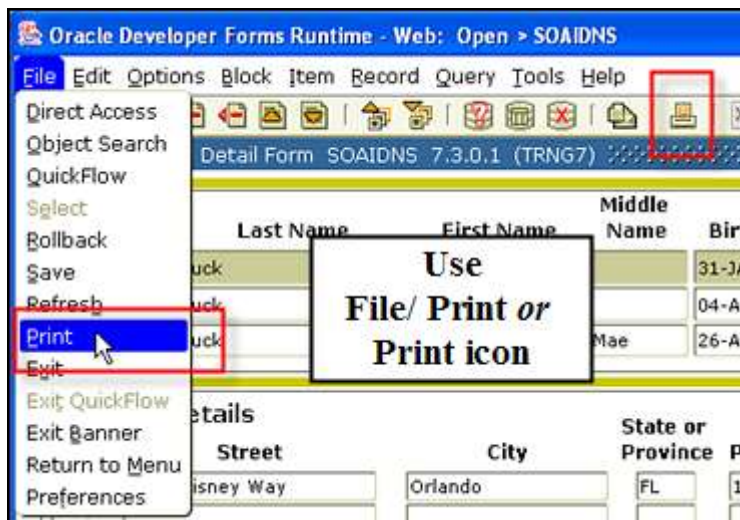 Oracle Developer Forms Runtime - Web: Open > SOAIDNS
File Edit Options Block Item Record Query Tools Help
Direct Access
Object Search
QuickFlow
Select
Rollback
Save
Refresh
Print
Exit
Exit QuickFlow
Exit Banner
Return to Menu
Preferences
Detail Form SOAIDNS 7.3.0.1 (TRNG7)
Last Name First Name Middle Name Bir
uck 31-JA
uck 04-A
uck Mae 26-A
Use
File/ Print or
Print icon
etails
Street City State or Province P
isney Way Orlando FL 1